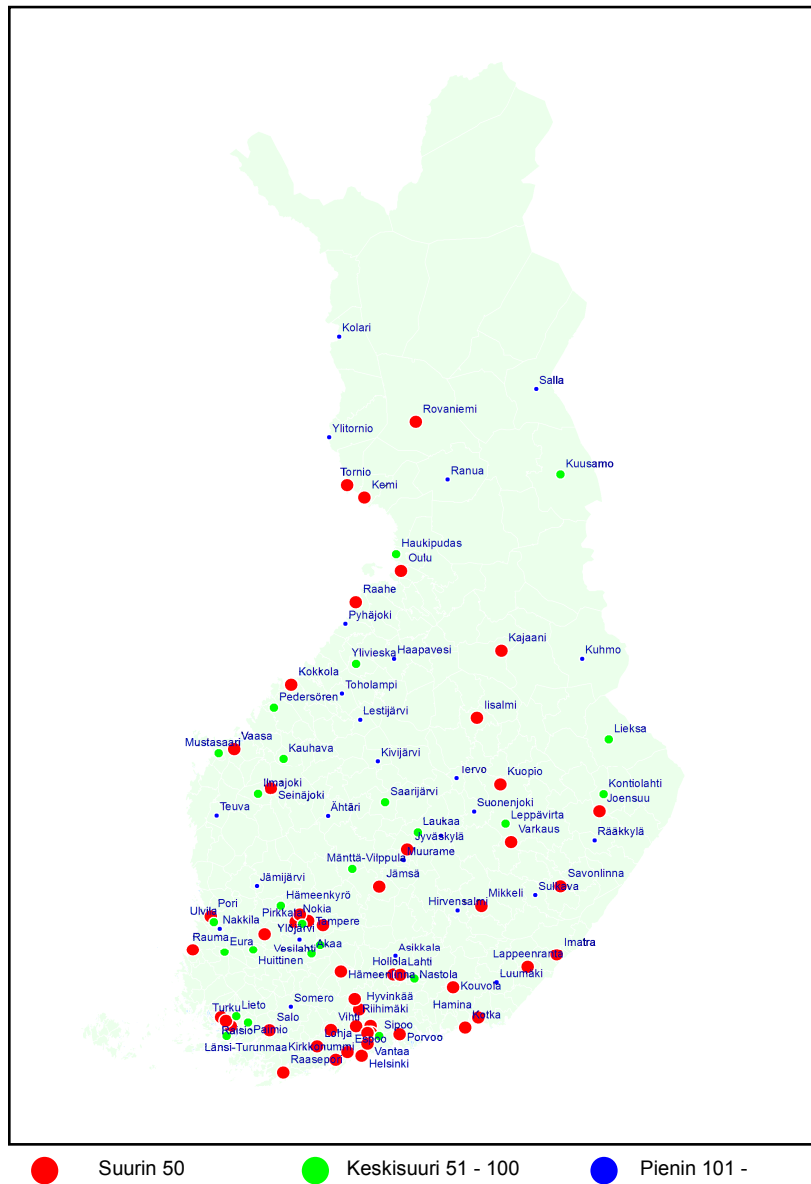 Kolari
Salla
Rovaniemi
Ylitornio
Kuusamo
Tornio
Ranua
Kemi
Haukipudas
Oulu
Raahe
Pyhäjoki
Kajaani
Ylivieska
Haapavesi
Kuhmo
Kokkola
Toholampi
Pedersören
Lestijärvi
Iisalmi
Lieksa
Mustasaari
Vaasa
Kauhava
Kivijärvi
Iervo
Kuopio
Kontiolahti
Ilmajoki
Seinäjoki
Saarijärvi
Joensuu
Teuva
Ähtäri
Suonenjoki
Leppävirta
Laukaa
Varkaus
Rääkkylä
Jyväskylä
Muurame
Mänttä-Vilppula
Jämsä
Jämijärvi
Savonlinna
Sulkava
Mikkeli
Hämeenkyrö
Hirvensalmi
Pori
Ulvila
Nokia
Pirkkala
Nakkila
Tampere
Ylöjärvi
Rauma
Eura
Vesilahti
Akaa
Huittinen
Asikkala
Imatra
Lappeenranta
Hollola
Lahti
Hämeenlinna
Nastola
Luumäki
Kouvola
Hyvinkää
Somero
Riihimäki
Hamina
Turku
Lieto
Salo
Vihti
Kotka
Raisio
Paimio
Lohja
Sipoo
Espoo
Porvoo
Länsi-Turunmaa
Kirkkonummi
Vantaa
Raasepori
Helsinki
Suurin 50
Keskisuuri 51 - 100
Pienin 101 -